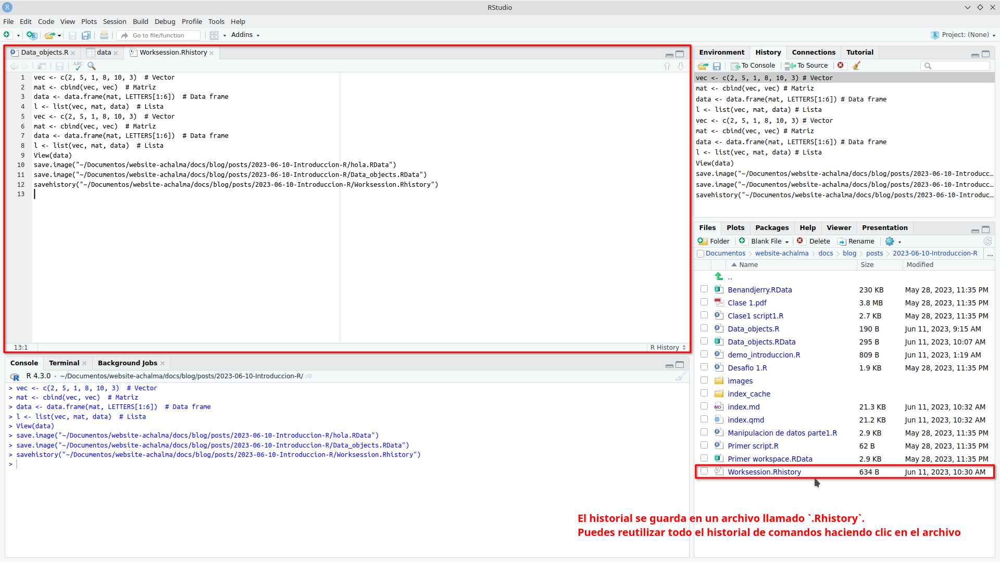 RStudio
File Edit Code View Plots Session Build Debug Profile Tools Help
Go to file/function Addins Project: (None)
Data_objects.R data Worksession.Rhistory
ABC
1 vec <- c(2, 5, 1, 8, 10, 3)  # Vector
2 mat <- cbind(vec, vec)  # Matriz
3 data <- data.frame(mat, LETTERS[1:6])  # Data frame
4 l <- list(vec, mat, data)  # Lista
5 vec <- c(2, 5, 1, 8, 10, 3)  # Vector
6 mat <- cbind(vec, vec)  # Matriz
7 data <- data.frame(mat, LETTERS[1:6])  # Data frame
8 l <- list(vec, mat, data)  # Lista
9 View(data)
10 save.image("~/Documentos/website-achalma/docs/blog/posts/2023-06-10-Introduccion-R/hola.RData")
11 save.image("~/Documentos/website-achalma/docs/blog/posts/2023-06-10-Introduccion-R/Data_objects.RData")
12 savehistory("~/Documentos/website-achalma/docs/blog/posts/2023-06-10-Introduccion-R/Worksession.Rhistory")
13
13:1 R History
Console Terminal Background Jobs
R 4.3.0 · ~/Documentos/website-achalma/docs/blog/posts/2023-06-10-Introduccion-R/
> vec <- c(2, 5, 1, 8, 10, 3)  # Vector
> mat <- cbind(vec, vec)  # Matriz
> data <- data.frame(mat, LETTERS[1:6])  # Data frame
> l <- list(vec, mat, data)  # Lista
> View(data)
> save.image("~/Documentos/website-achalma/docs/blog/posts/2023-06-10-Introduccion-R/hola.RData")
> save.image("~/Documentos/website-achalma/docs/blog/posts/2023-06-10-Introduccion-R/Data_objects.RData")
> savehistory("~/Documentos/website-achalma/docs/blog/posts/2023-06-10-Introduccion-R/Worksession.Rhistory")
>
Environment History Connections Tutorial
To Console To Source
vec <- c(2, 5, 1, 8, 10, 3) # Vector
mat <- cbind(vec, vec) # Matriz
data <- data.frame(mat, LETTERS[1:6]) # Data frame
l <- list(vec, mat, data) # Lista
vec <- c(2, 5, 1, 8, 10, 3) # Vector
mat <- cbind(vec, vec) # Matriz
data <- data.frame(mat, LETTERS[1:6]) # Data frame
l <- list(vec, mat, data) # Lista
View(data)
save.image("~/Documentos/website-achalma/docs/blog/posts/2023-06-10-Introducc…
save.image("~/Documentos/website-achalma/docs/blog/posts/2023-06-10-Introducc…
savehistory("~/Documentos/website-achalma/docs/blog/posts/2023-06-10-Introduc…
Files Plots Packages Help Viewer Presentation
Folder Blank File Delete Rename
Documentos website-achalma docs blog posts 2023-06-10-Introduccion-R ...
Name Size Modified
..
Benandjerry.RData 230 KB May 28, 2023, 11:35 PM
Clase 1.pdf 3.8 MB May 28, 2023, 11:35 PM
Clase1 script1.R 2.7 KB May 28, 2023, 11:35 PM
Data_objects.R 190 B Jun 11, 2023, 9:15 AM
Data_objects.RData 295 B Jun 11, 2023, 10:07 AM
demo_introduccion.R 809 B Jun 11, 2023, 1:19 AM
Desafio 1.R 1.9 KB May 28, 2023, 11:35 PM
images
index_cache
index.md 21.3 KB Jun 11, 2023, 10:32 AM
index.qmd 21.2 KB Jun 11, 2023, 10:32 AM
Manipulacion de datos parte1.R 2.9 KB May 28, 2023, 11:35 PM
Primer script.R 62 B May 28, 2023, 11:35 PM
Primer workspace.RData 2.9 KB May 28, 2023, 11:35 PM
Worksession.Rhistory 634 B Jun 11, 2023, 10:30 AM
El historial se guarda en un archivo llamado `.Rhistory`.
Puedes reutilizar todo el historial de comandos haciendo clic en el archivo